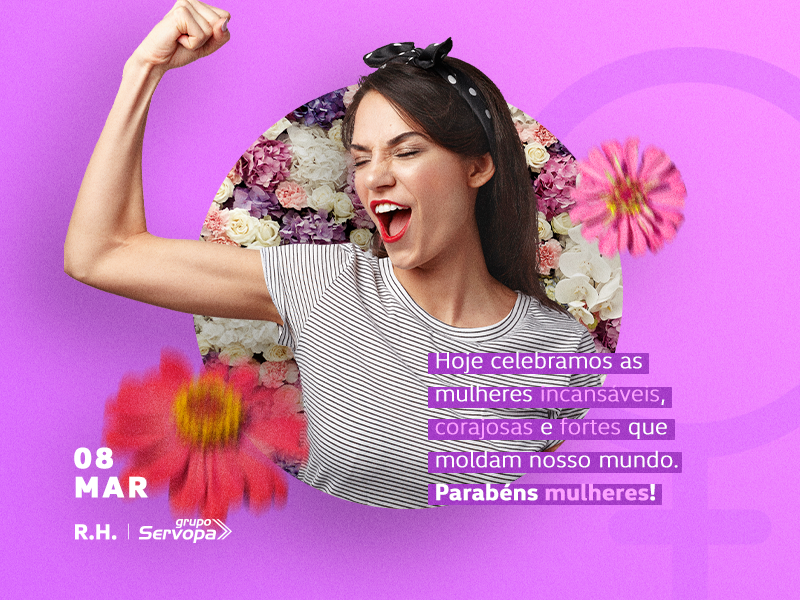 Hoje celebramos as
mulheres incansáveis,
corajosas e fortes que
moldam nosso mundo.
Parabéns mulheres!
08
MAR
R.H. | grupo
Servopa